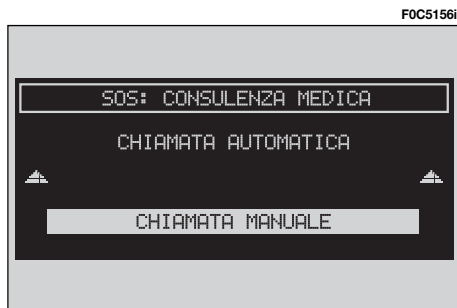 F0C5156i
SOS: CONSULENZA MEDICA
CHIAMATA AUTOMATICA
CHIAMATA MANUALE